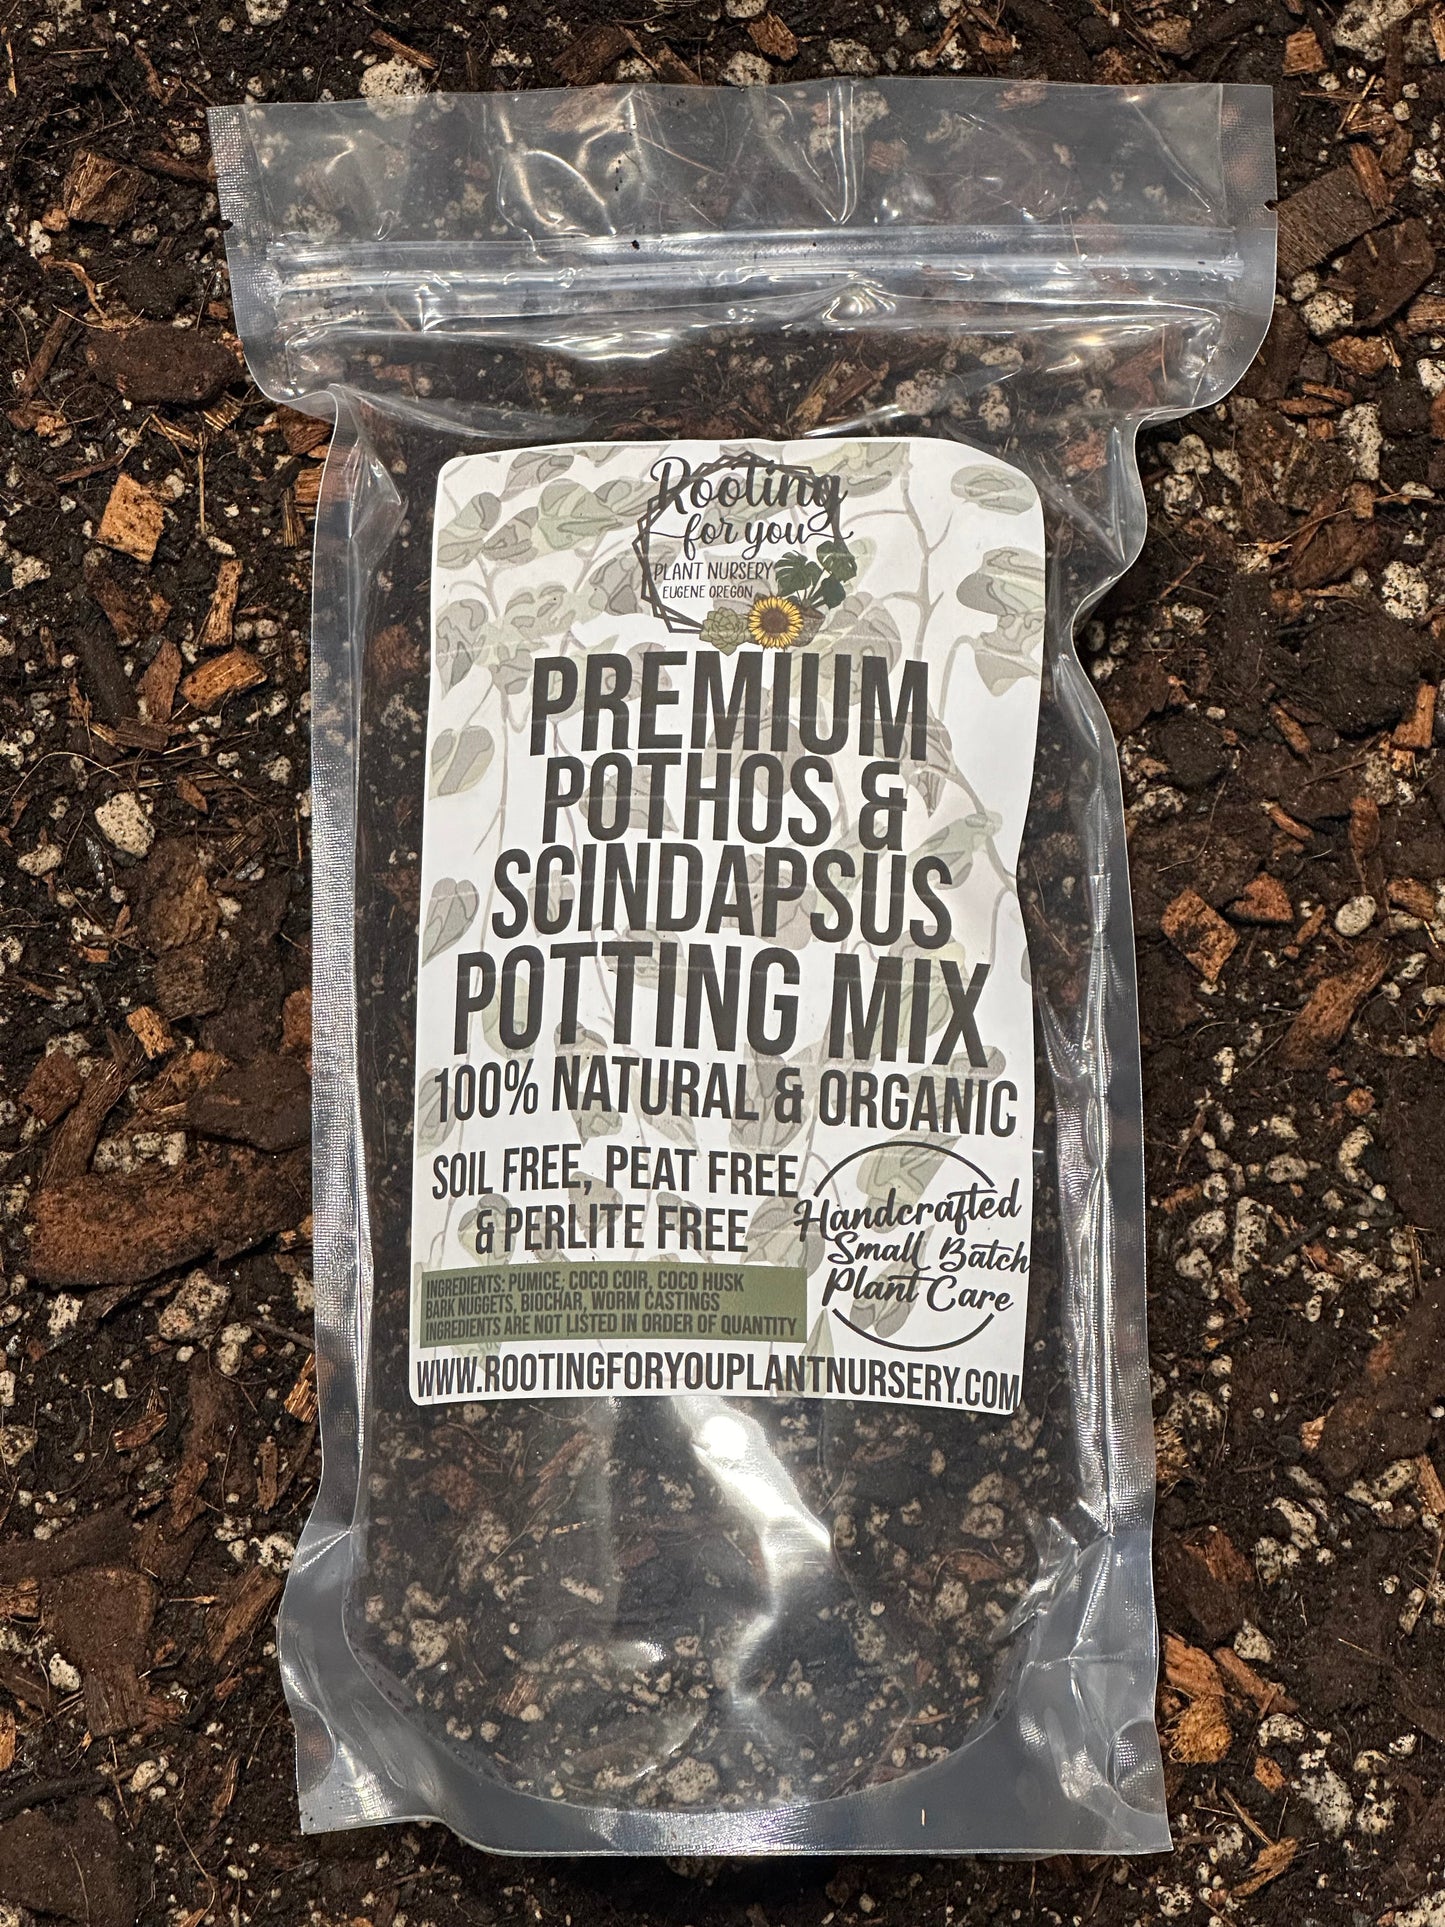 Rooting
for you
PLANT NURSERY
EUGENE OREGON
PREMIUM
POTHOS &
SCINDAPSUS
POTTING MIX
100% NATURAL & ORGANIC
SOIL FREE, PEAT FREE
& PERLITE FREE
Handcrafted
Small Batch
Plant Care
INGREDIENTS: PUMICE, COCO COIR, COCO HUSK
BARK NUGGETS, BIOCHAR, WORM CASTINGS
INGREDIENTS ARE NOT LISTED IN ORDER OF QUANTITY
WWW.ROOTINGFORYOUPLANTNURSERY.COM